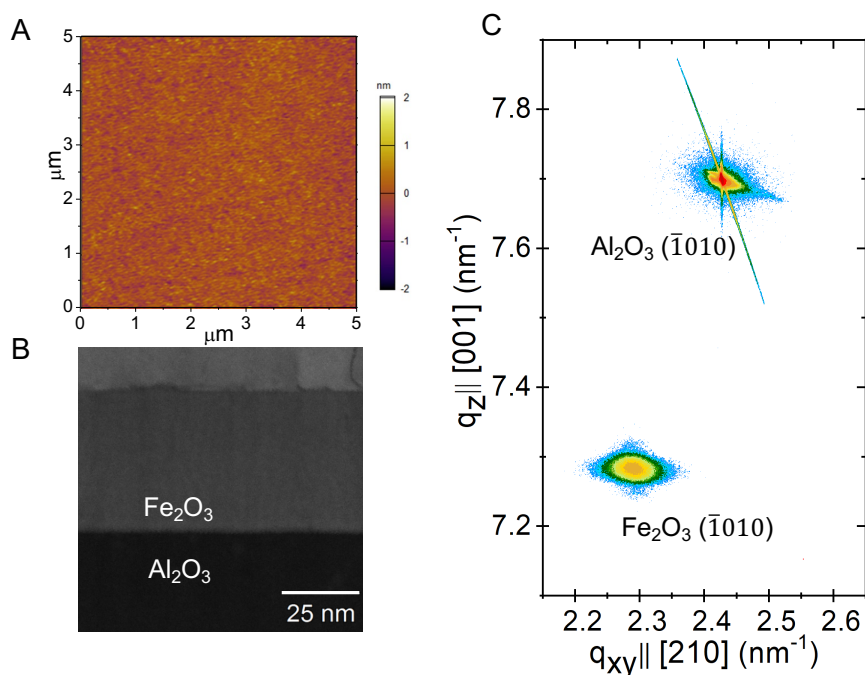 A
5
4
3
2
1
0
μm
0
1
2
3
4
5
μm
nm
2
1
0
-1
-2
B
Fe₂O₃
Al₂O₃
25 nm
C
7.8
7.6
7.4
7.2
q_z|| [001] (nm⁻¹)
Al₂O₃ (1̅010)
Fe₂O₃ (1̅010)
2.2 2.3 2.4 2.5 2.6
q_xy|| [210] (nm⁻¹)